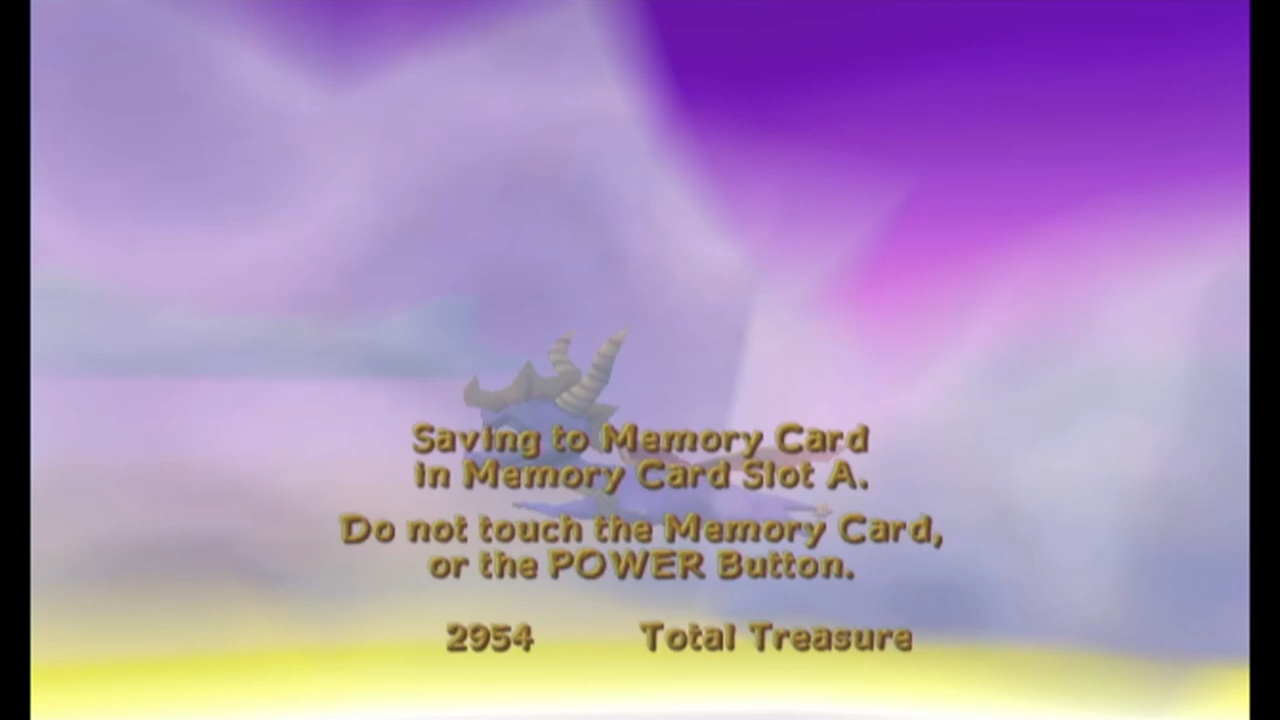 Saving to Memory Card
in Memory Card Slot A.
Do not touch the Memory Card,
or the POWER Button.
2954 Total Treasure